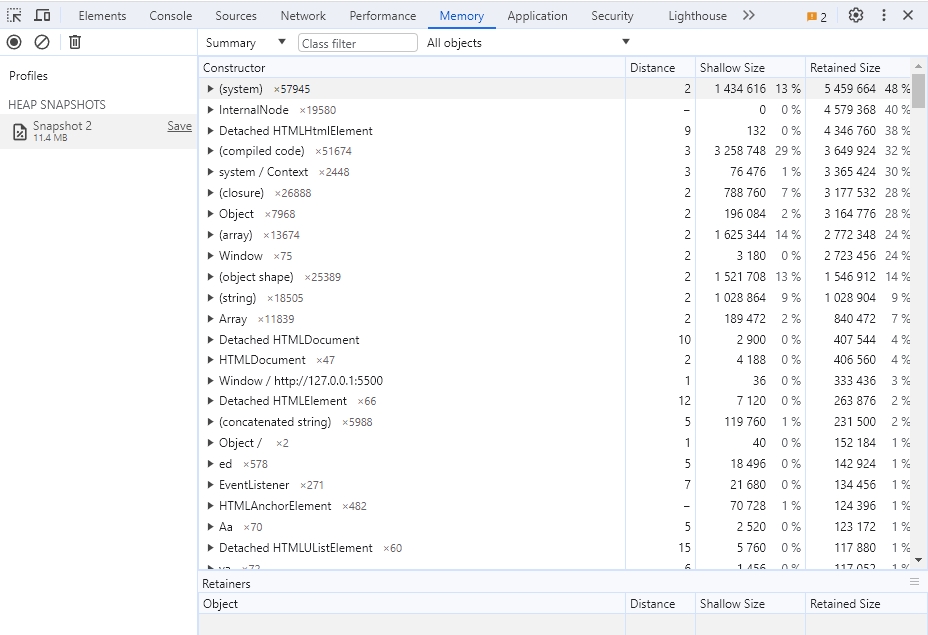 Elements Console Sources Network Performance Memory Application Security Lighthouse 2
Summary Class filter All objects
Profiles
HEAP SNAPSHOTS
Snapshot 2 Save
11.4 MB
Constructor Distance Shallow Size Retained Size
(system) ×57945 2 1 434 616 13 % 5 459 664 48 %
InternalNode ×19580 – 0 0 % 4 579 368 40 %
Detached HTMLHtmlElement 9 132 0 % 4 346 760 38 %
(compiled code) ×51674 3 3 258 748 29 % 3 649 924 32 %
system / Context ×2448 3 76 476 1 % 3 365 424 30 %
(closure) ×26888 2 788 760 7 % 3 177 532 28 %
Object ×7968 2 196 084 2 % 3 164 776 28 %
(array) ×13674 2 1 625 344 14 % 2 772 348 24 %
Window ×75 2 3 180 0 % 2 723 456 24 %
(object shape) ×25389 2 1 521 708 13 % 1 546 912 14 %
(string) ×18505 2 1 028 864 9 % 1 028 904 9 %
Array ×11839 2 189 472 2 % 840 472 7 %
Detached HTMLDocument 10 2 900 0 % 407 544 4 %
HTMLDocument ×47 2 4 188 0 % 406 560 4 %
Window / http://127.0.0.1:5500 1 36 0 % 333 436 3 %
Detached HTMLElement ×66 12 7 120 0 % 263 876 2 %
(concatenated string) ×5988 5 119 760 1 % 231 500 2 %
Object / ×2 1 40 0 % 152 184 1 %
ed ×578 5 18 496 0 % 142 924 1 %
EventListener ×271 7 21 680 0 % 134 456 1 %
HTMLAnchorElement ×482 – 70 728 1 % 124 396 1 %
Aa ×70 5 2 520 0 % 123 172 1 %
Detached HTMLUListElement ×60 15 5 760 0 % 117 880 1 %
Retainers
Object Distance Shallow Size Retained Size